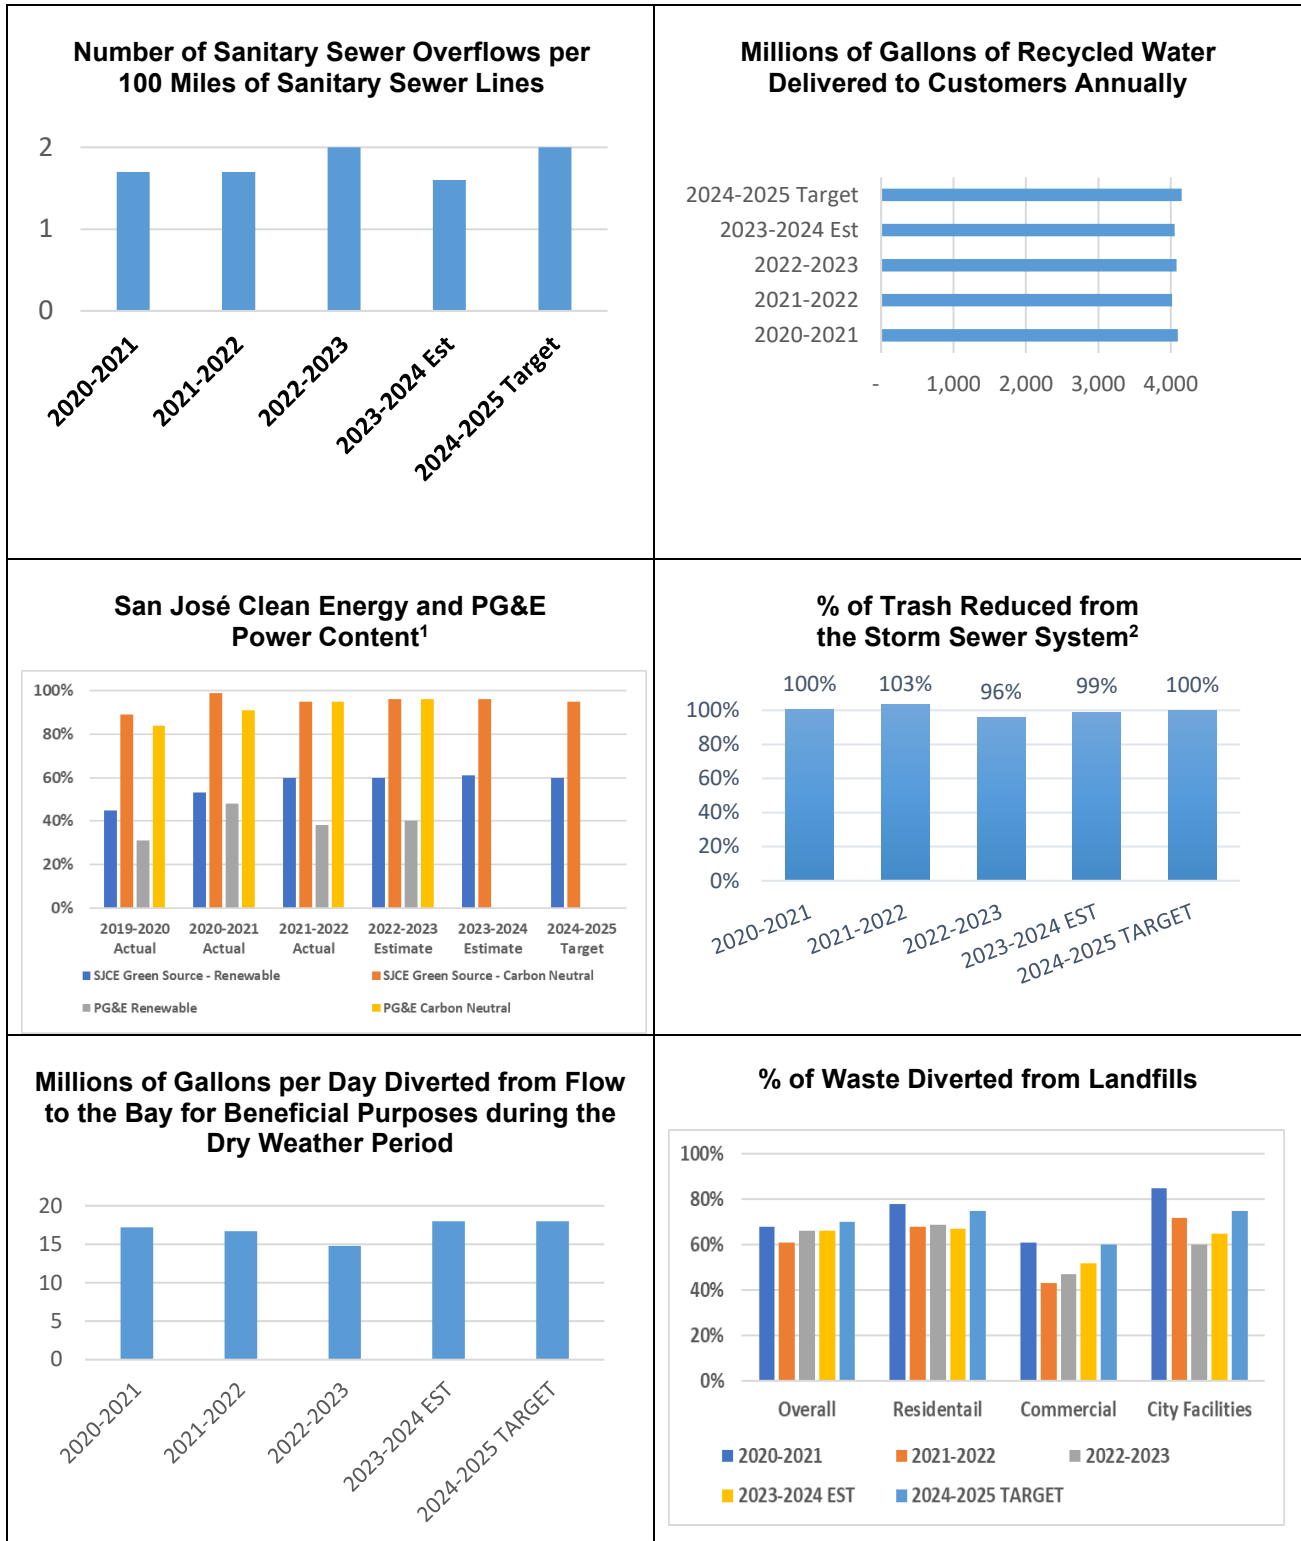 Number of Sanitary Sewer Overflows per
100 Miles of Sanitary Sewer Lines
2
1
0
2020-2021
2021-2022
2022-2023
2023-2024 Est
2024-2025 Target
Millions of Gallons of Recycled Water
Delivered to Customers Annually
2024-2025 Target
2023-2024 Est
2022-2023
2021-2022
2020-2021
- 1,000 2,000 3,000 4,000
San José Clean Energy and PG&E
Power Content¹
100%
80%
60%
40%
20%
0%
2019-2020 2020-2021 2021-2022 2022-2023 2023-2024 2024-2025
Actual Actual Actual Estimate Estimate Target
SJCE Green Source - Renewable SJCE Green Source - Carbon Neutral
PG&E Renewable PG&E Carbon Neutral
% of Trash Reduced from
the Storm Sewer System²
100% 103% 96% 99% 100%
100%
80%
60%
40%
20%
0%
2020-2021
2021-2022
2022-2023
2023-2024 EST
2024-2025 TARGET
Millions of Gallons per Day Diverted from Flow
to the Bay for Beneficial Purposes during the
Dry Weather Period
20
15
10
5
0
2020-2021
2021-2022
2022-2023
2023-2024 EST
2024-2025 TARGET
% of Waste Diverted from Landfills
100%
80%
60%
40%
20%
0%
Overall Residentail Commercial City Facilities
2020-2021 2021-2022 2022-2023
2023-2024 EST 2024-2025 TARGET